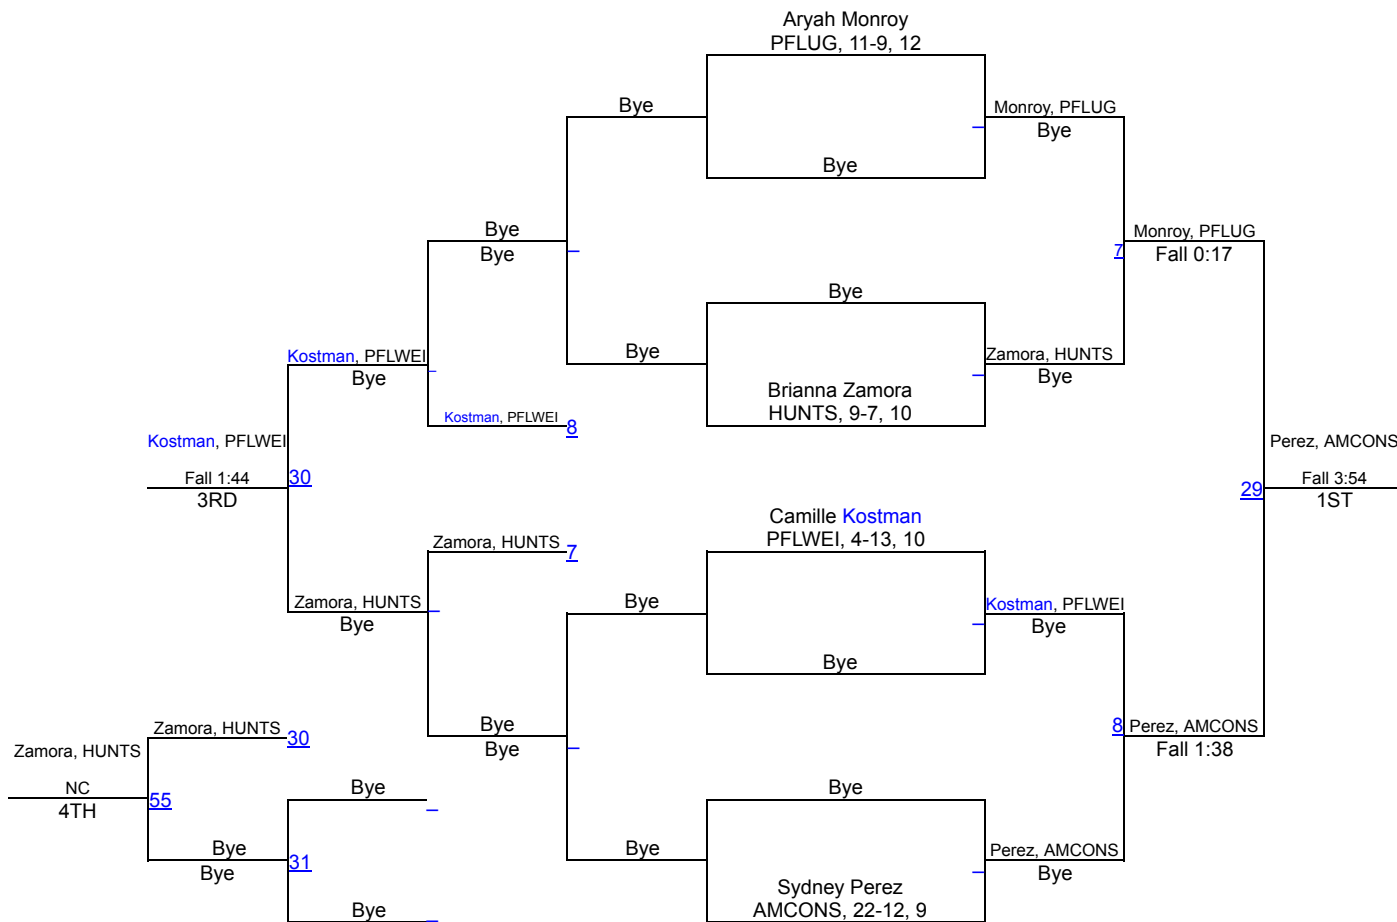 Aryah Monroy
PFLUG, 11-9, 12
Bye
Monroy, PFLUG
Bye
Bye
Bye
Bye
Monroy, PFLUG
7
Fall 0:17
Bye
Kostman, PFLWEI
Bye
Bye
Zamora, HUNTS
Bye
Brianna Zamora
HUNTS, 9-7, 10
Kostman, PFLWEI
8
Kostman, PFLWEI
Fall 1:44
30
3RD
Perez, AMCONS
Fall 3:54
29
1ST
Camille Kostman
PFLWEI, 4-13, 10
Zamora, HUNTS
7
Zamora, HUNTS
Bye
Bye
Kostman, PFLWEI
Bye
Bye
Bye
Bye
8
Perez, AMCONS
Fall 1:38
Zamora, HUNTS
30
Zamora, HUNTS
NC
55
4TH
Bye
Bye
Bye
Bye
31
Bye
Perez, AMCONS
Bye
Sydney Perez
AMCONS, 22-12, 9
Bye